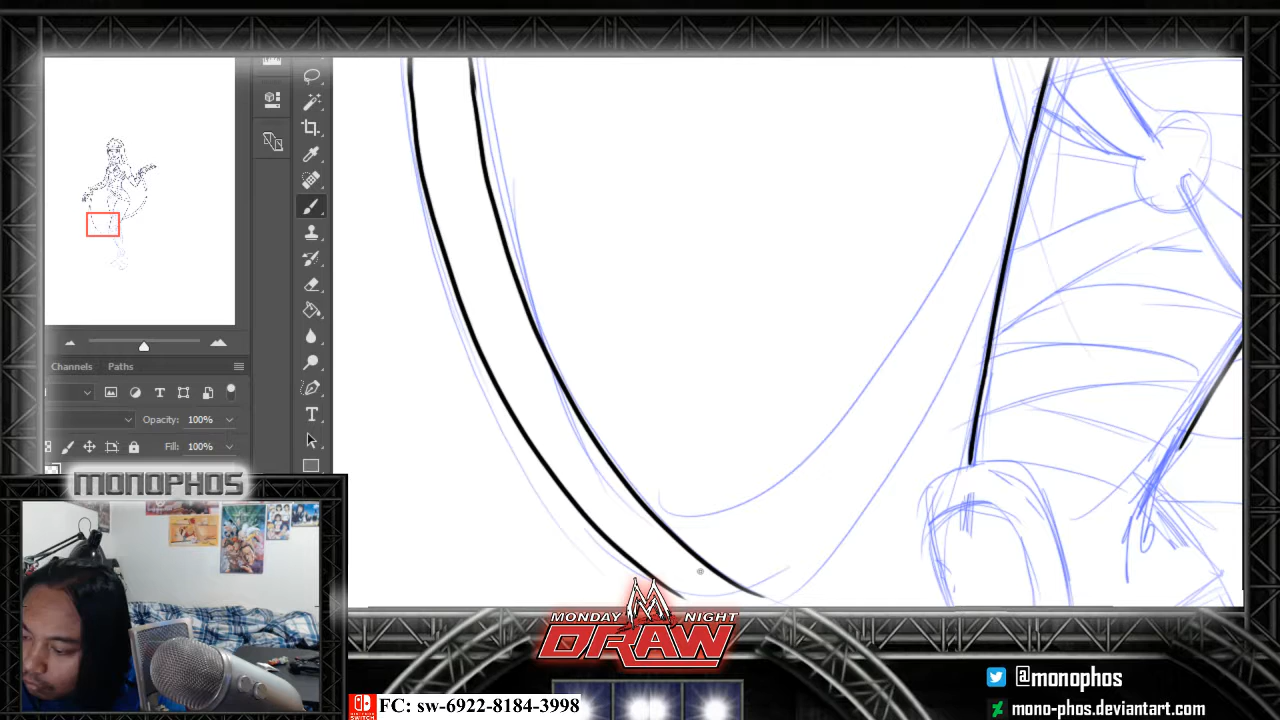 Channels
Paths
Opacity: 100%
Fill: 100%
MONOPHOS
MONDAY NIGHT
DRAW
FC: sw-6922-8184-3998
@monophos
mono-phos.deviantart.com